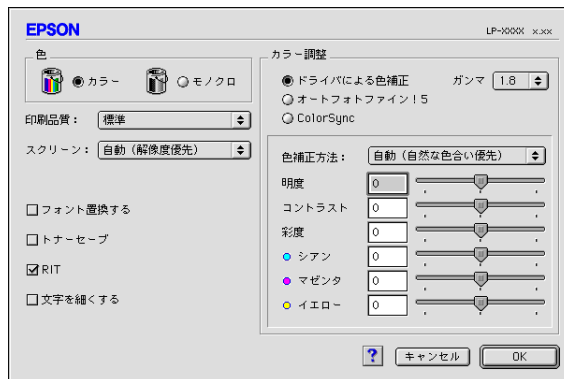 EPSON
LP-XXXX x.xx
色
カラー
モノクロ
印刷品質：
標準
スクリーン：
自動（解像度優先）
フォント置換する
トナーセーブ
RIT
文字を細くする
カラー調整
ドライバによる色補正
ガンマ
1.8
オートフォトファイン！5
ColorSync
色補正方法：
自動（自然な色合い優先）
明度
0
コントラスト
0
彩度
0
シアン
0
マゼンタ
0
イエロー
0
?
キャンセル
OK